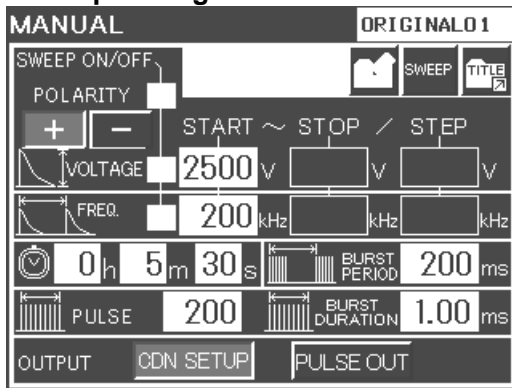 MANUAL ORIGINAL01
SWEEP ON/OFF SWEEP TITLE
POLARITY
+ − START ~ STOP / STEP
VOLTAGE 2500 V V V
FREQ. 200 kHz kHz kHz
0 h 5 m 30 s BURST PERIOD 200 ms
PULSE 200 BURST DURATION 1.00 ms
OUTPUT CDN SETUP PULSE OUT